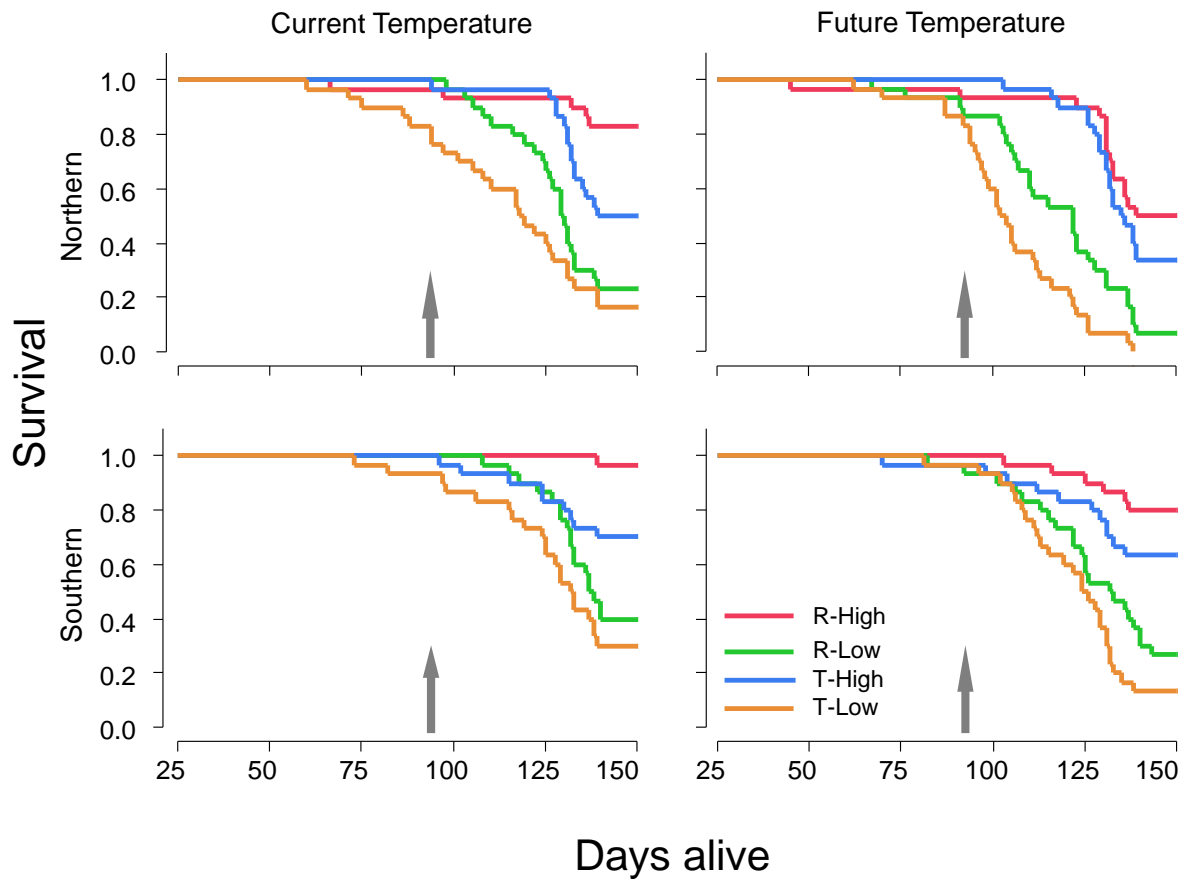 Current Temperature
Future Temperature
Survival
Northern
1.0
0.8
0.6
0.4
0.2
0.0
Southern
1.0
0.8
0.6
0.4
0.2
0.0
R-High
R-Low
T-High
T-Low
25 50 75 100 125 150
25 50 75 100 125 150
Days alive